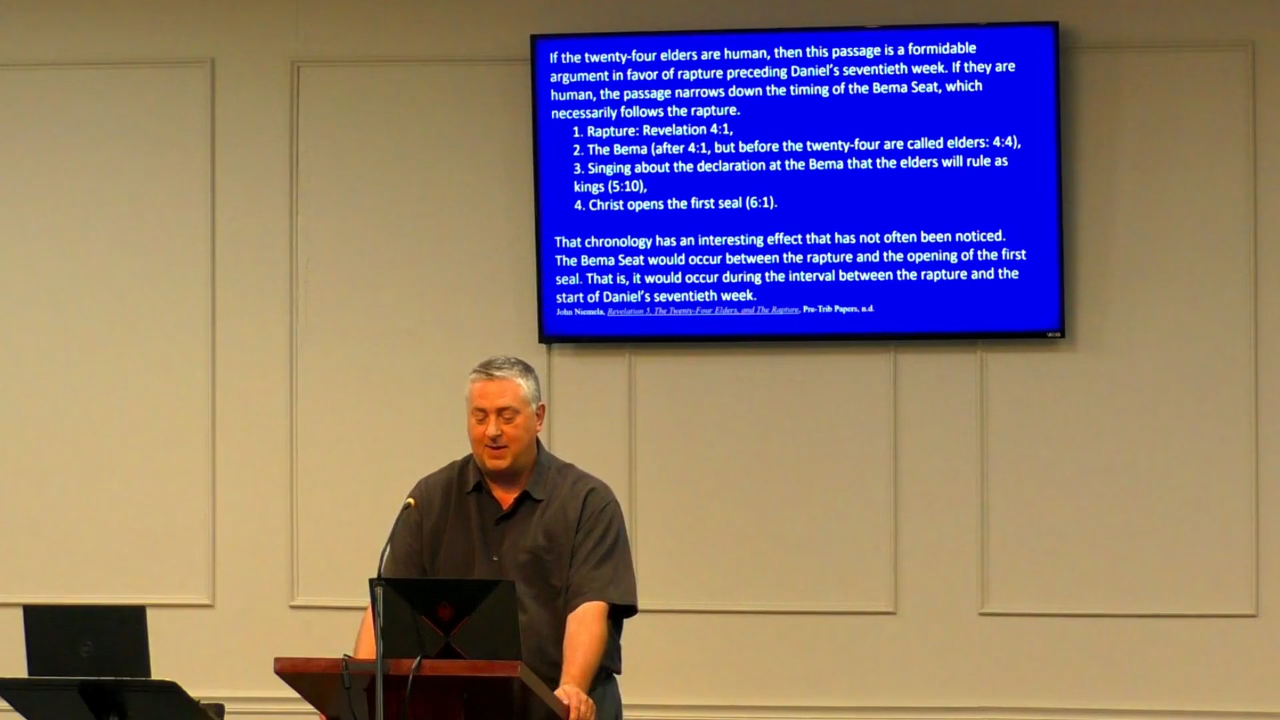 If the twenty-four elders are human, then this passage is a formidable
argument in favor of rapture preceding Daniel's seventieth week. If they are
human, the passage narrows down the timing of the Bema Seat, which
necessarily follows the rapture.
1. Rapture: Revelation 4:1,
2. The Bema (after 4:1, but before the twenty-four are called elders: 4:4),
3. Singing about the declaration at the Bema that the elders will rule as
kings (5:10),
4. Christ opens the first seal (6:1).
That chronology has an interesting effect that has not often been noticed.
The Bema Seat would occur between the rapture and the opening of the first
seal. That is, it would occur during the interval between the rapture and the
start of Daniel's seventieth week.
John Niemela, Revelation 5, The Twenty-Four Elders, and The Rapture, Pre-Trib Papers, n.d.